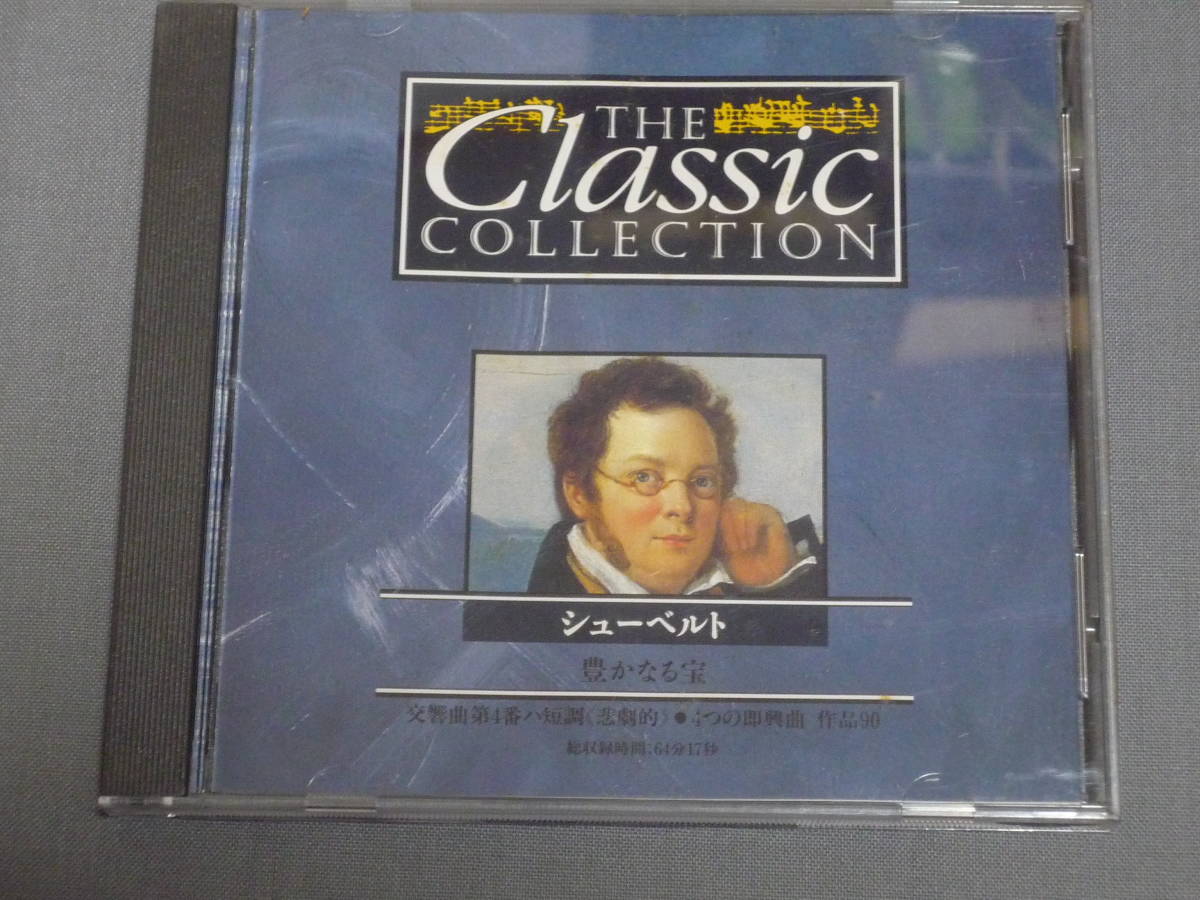 THE
Classic
COLLECTION
シューベルト
豊かなる宝
交響曲第4番ハ短調《悲劇的》●4つの即興曲 作品90
総収録時間:64分17秒